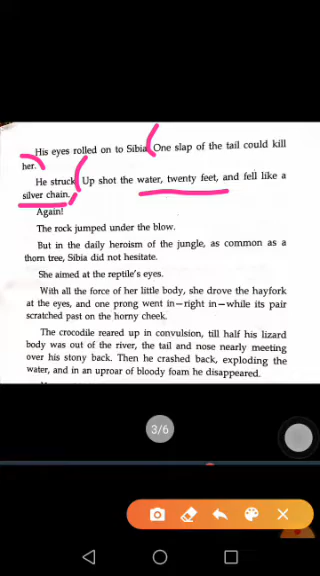 His eyes rolled on to Sibia. One slap of the tail could kill
her.
He struck. Up shot the water, twenty feet, and fell like a
silver chain.
Again!
The rock jumped under the blow.
But in the daily heroism of the jungle, as common as a
thorn tree, Sibia did not hesitate.
She aimed at the reptile's eyes.
With all the force of her little body, she drove the hayfork
at the eyes, and one prong went in—right in—while its pair
scratched past on the horny cheek.
The crocodile reared up in convulsion, till half his lizard
body was out of the river, the tail and nose nearly meeting
over his stony back. Then he crashed back, exploding the
water, and in an uproar of bloody foam he disappeared.
3/6